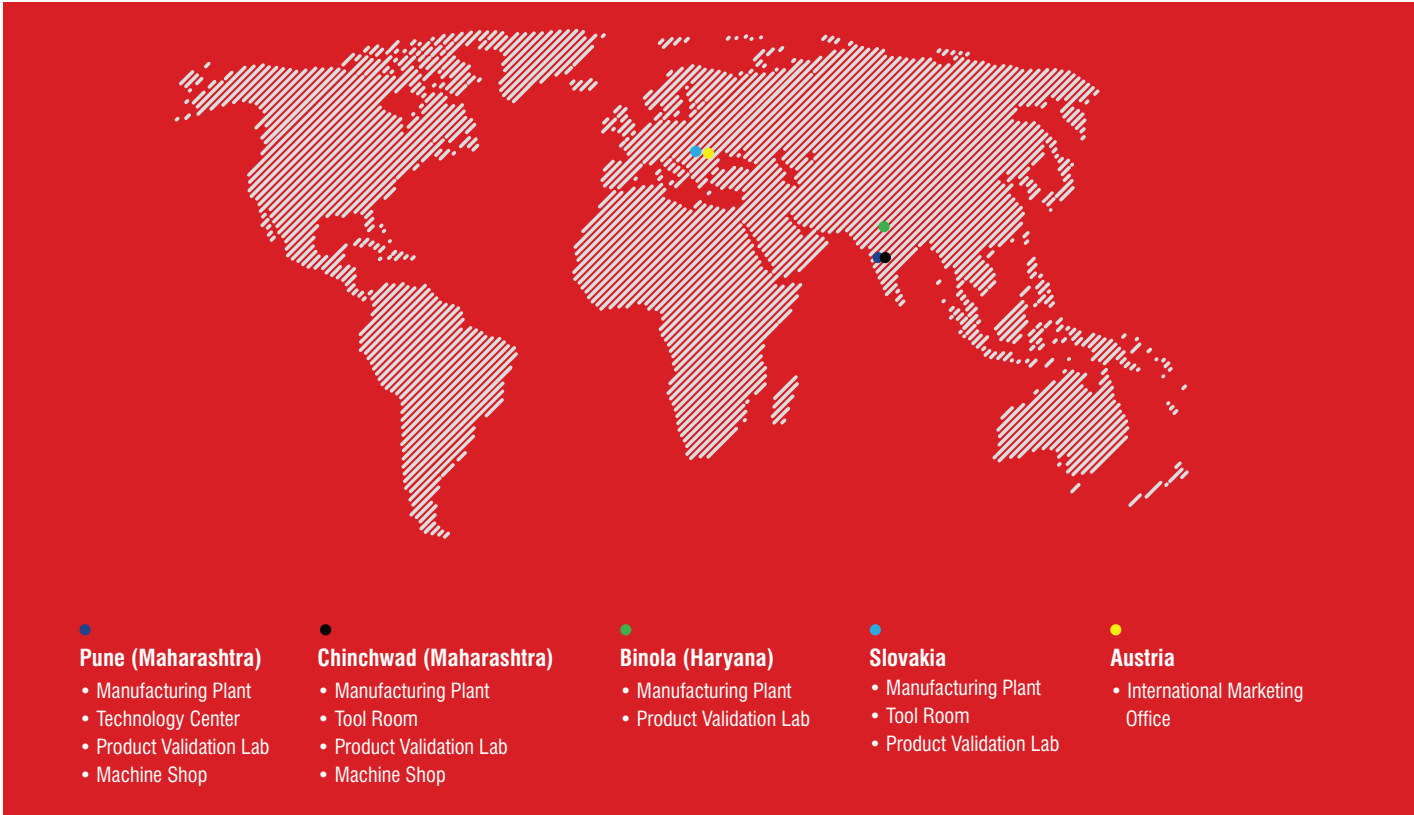 Pune (Maharashtra)
• Manufacturing Plant
• Technology Center
• Product Validation Lab
• Machine Shop
Chinchwad (Maharashtra)
• Manufacturing Plant
• Tool Room
• Product Validation Lab
• Machine Shop
Binola (Haryana)
• Manufacturing Plant
• Product Validation Lab
Slovakia
• Manufacturing Plant
• Tool Room
• Product Validation Lab
Austria
• International Marketing
Office